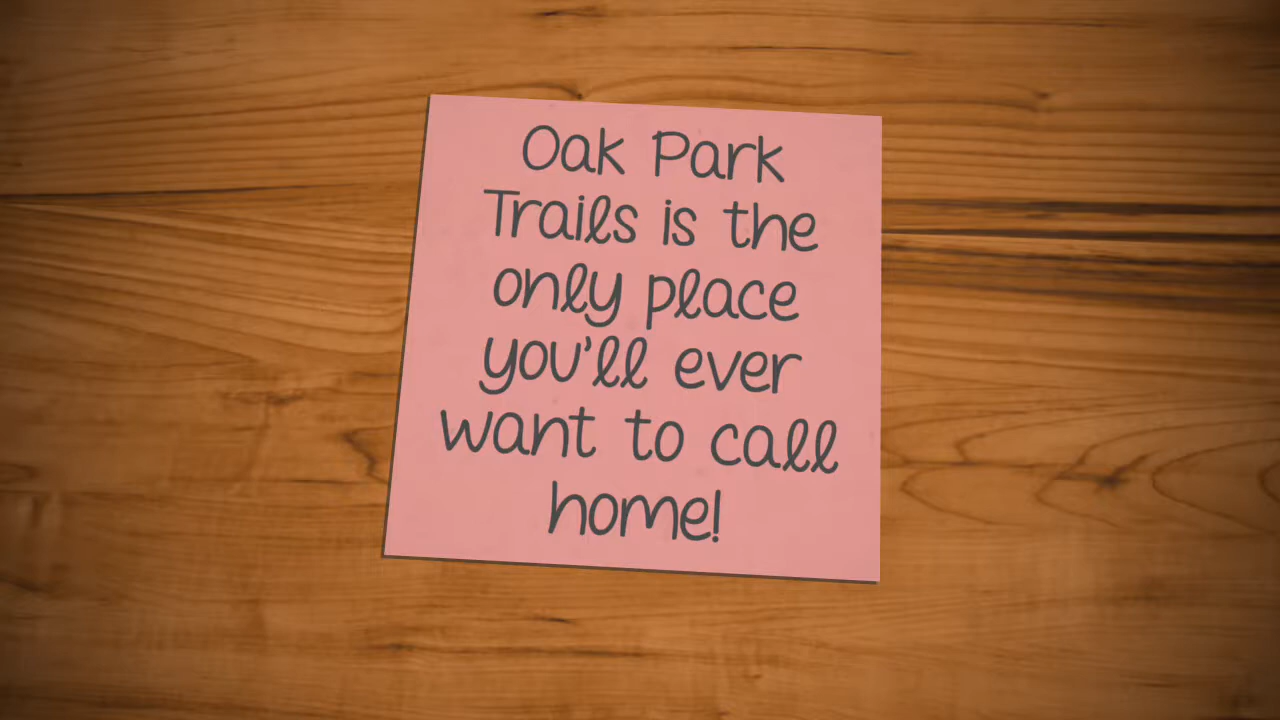 Oak Park
Trails is the
only place
you'll ever
want to call
home!